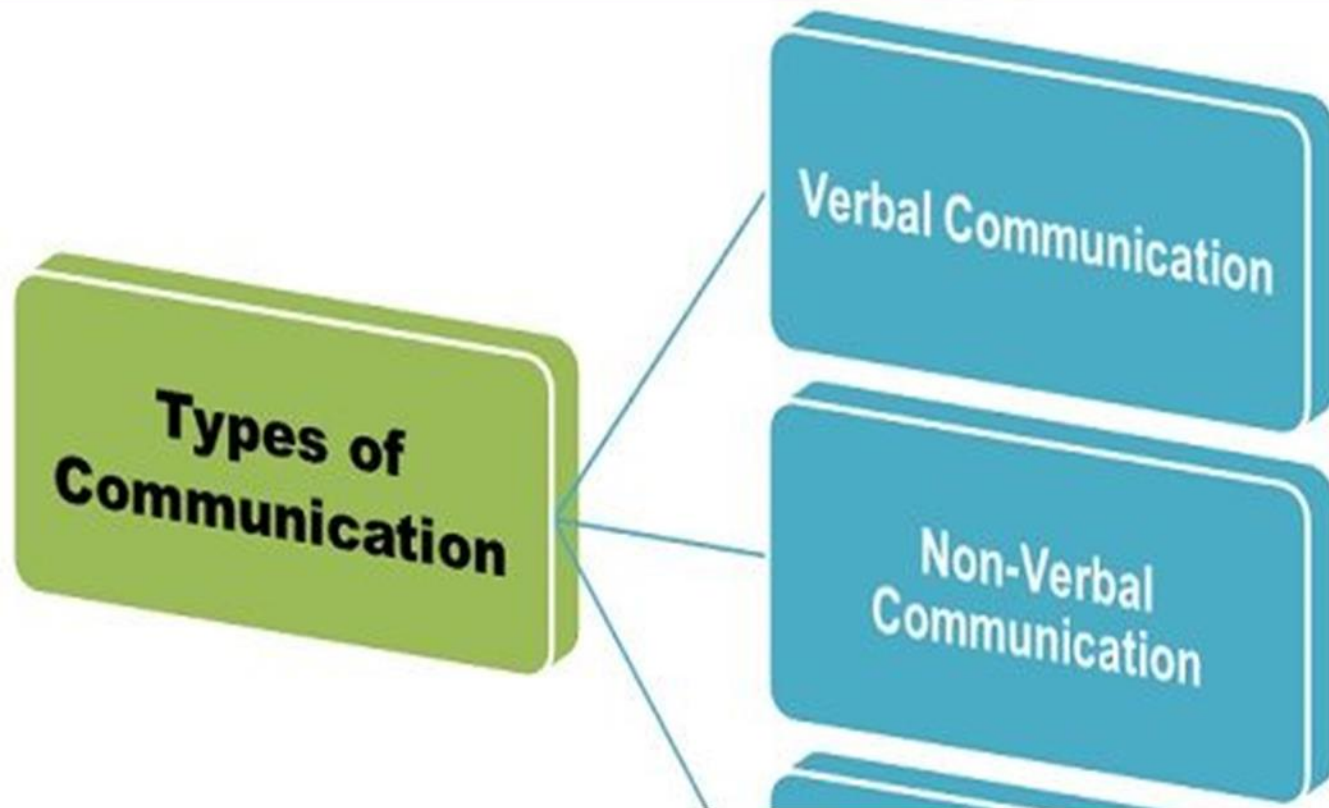 Types of
Communication
Verbal Communication
Non-Verbal
Communication